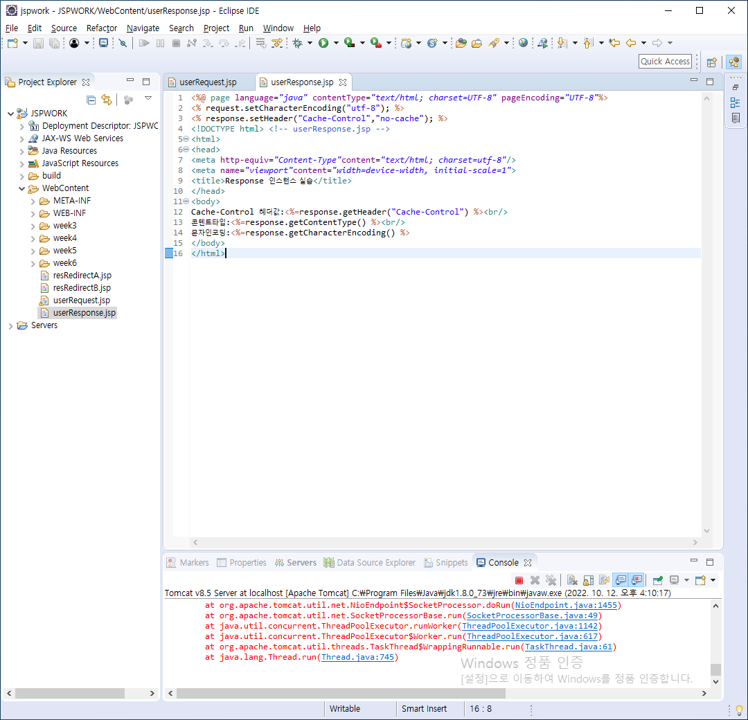 jspwork - JSPWORK/WebContent/userResponse.jsp - Eclipse IDE
File Edit Source Refactor Navigate Search Project Run Window Help
Quick Access
Project Explorer
JSPWORK
Deployment Descriptor: JSPWO
JAX-WS Web Services
Java Resources
JavaScript Resources
build
WebContent
META-INF
WEB-INF
week3
week4
week5
week6
resRedirectA.jsp
resRedirectB.jsp
userRequest.jsp
userResponse.jsp
Servers
userRequest.jsp userResponse.jsp
1 <%@ page language="java" contentType="text/html; charset=UTF-8" pageEncoding="UTF-8"%>
2 <% request.setCharacterEncoding("utf-8"); %>
3 <% response.setHeader("Cache-Control","no-cache"); %>
4 <!DOCTYPE html> <!-- userResponse.jsp -->
5 <html>
6 <head>
7 <meta http-equiv="Content-Type"content="text/html; charset=utf-8"/>
8 <meta name="viewport"content="width=device-width, initial-scale=1">
9 <title>Response 인스턴스 실습</title>
10 </head>
11 <body>
12 Cache-Control 헤더값:<%=response.getHeader("Cache-Control") %><br/>
13 콘텐트타입:<%=response.getContentType() %><br/>
14 문자인코딩:<%=response.getCharacterEncoding() %>
15 </body>
16 </html>
Markers Properties Servers Data Source Explorer Snippets Console
Tomcat v8.5 Server at localhost [Apache Tomcat] C:₩Program Files₩Java₩jdk1.8.0_73₩jre₩bin₩javaw.exe (2022. 10. 12. 오후 4:10:17)
at org.apache.tomcat.util.net.NioEndpoint$SocketProcessor.doRun(NioEndpoint.java:1455)
at org.apache.tomcat.util.net.SocketProcessorBase.run(SocketProcessorBase.java:49)
at java.util.concurrent.ThreadPoolExecutor.runWorker(ThreadPoolExecutor.java:1142)
at java.util.concurrent.ThreadPoolExecutor$Worker.run(ThreadPoolExecutor.java:617)
at org.apache.tomcat.util.threads.TaskThread$WrappingRunnable.run(TaskThread.java:61)
at java.lang.Thread.run(Thread.java:745)
Windows 정품 인증
[설정]으로 이동하여 Windows를 정품 인증합니다.
Writable Smart Insert 16 : 8